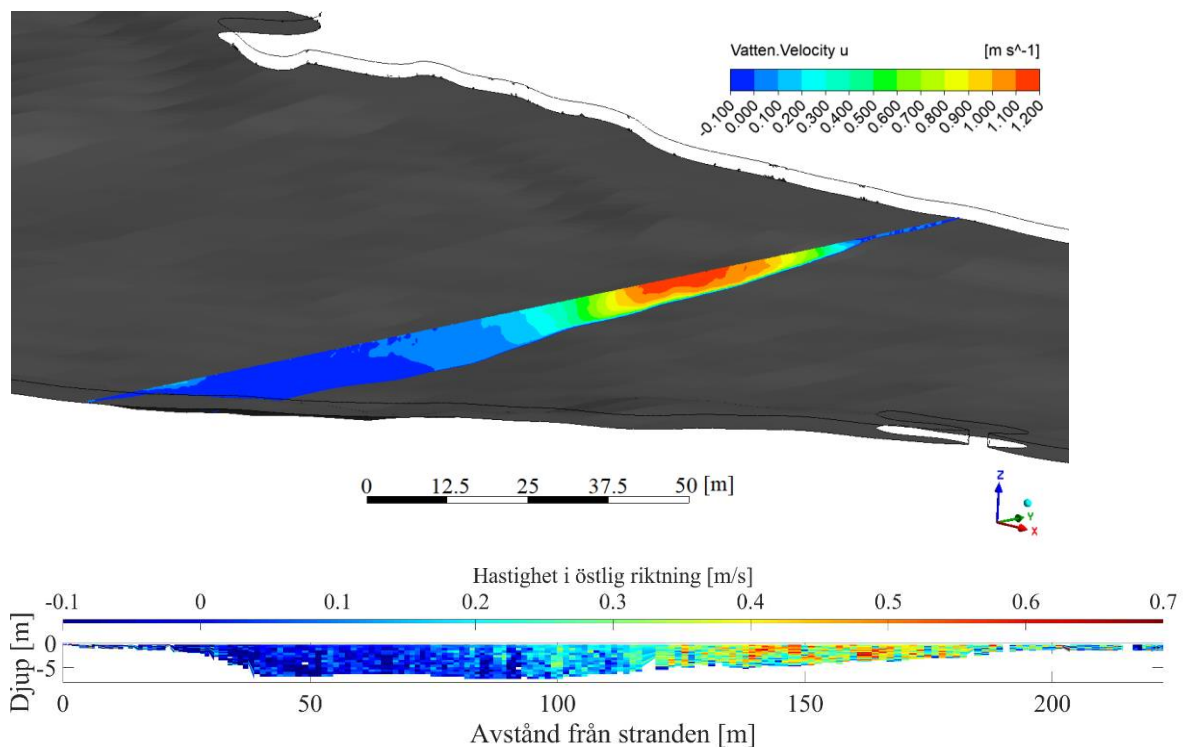 Vatten.Velocity u [m s^-1]
-0.100 0.000 0.100 0.200 0.300 0.400 0.500 0.600 0.700 0.800 0.900 1.000 1.100 1.200
0 12.5 25 37.5 50 [m]
Z
Y
X
Hastighet i östlig riktning [m/s]
-0.1 0 0.1 0.2 0.3 0.4 0.5 0.6 0.7
Djup [m]
0
-5
0 50 100 150 200
Avstånd från stranden [m]